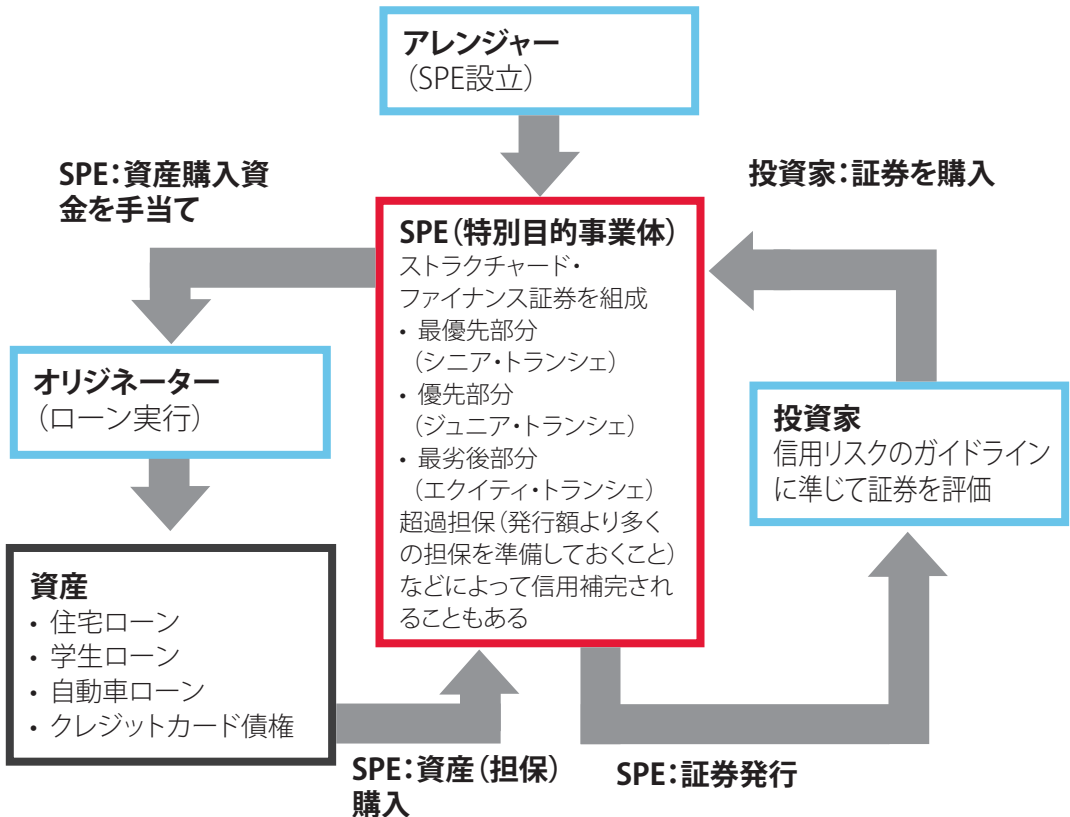 アレンジャー
（SPE設立）
SPE：資産購入資
金を手当て
投資家：証券を購入
SPE（特別目的事業体）
ストラクチャード・
ファイナンス証券を組成
・最優先部分
（シニア・トランシェ）
・優先部分
（ジュニア・トランシェ）
・最劣後部分
（エクイティ・トランシェ）
超過担保（発行額より多く
の担保を準備しておくこと）
などによって信用補完され
ることもある
オリジネーター
（ローン実行）
投資家
信用リスクのガイドライン
に準じて証券を評価
資産
・住宅ローン
・学生ローン
・自動車ローン
・クレジットカード債権
SPE：資産（担保）
購入
SPE：証券発行